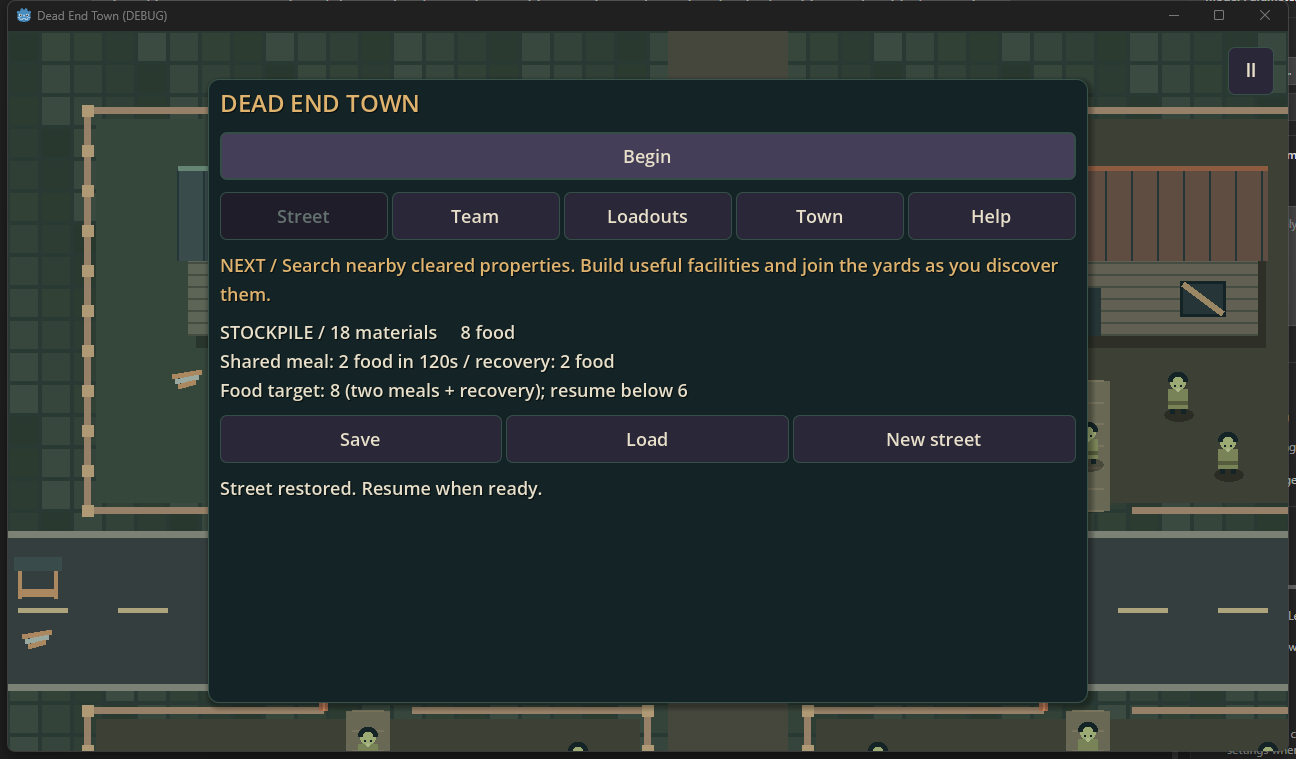 Dead End Town (DEBUG)
DEAD END TOWN
Begin
Street Team Loadouts Town Help
NEXT / Search nearby cleared properties. Build useful facilities and join the yards as you discover
them.
STOCKPILE / 18 materials 8 food
Shared meal: 2 food in 120s / recovery: 2 food
Food target: 8 (two meals + recovery); resume below 6
Save Load New street
Street restored. Resume when ready.